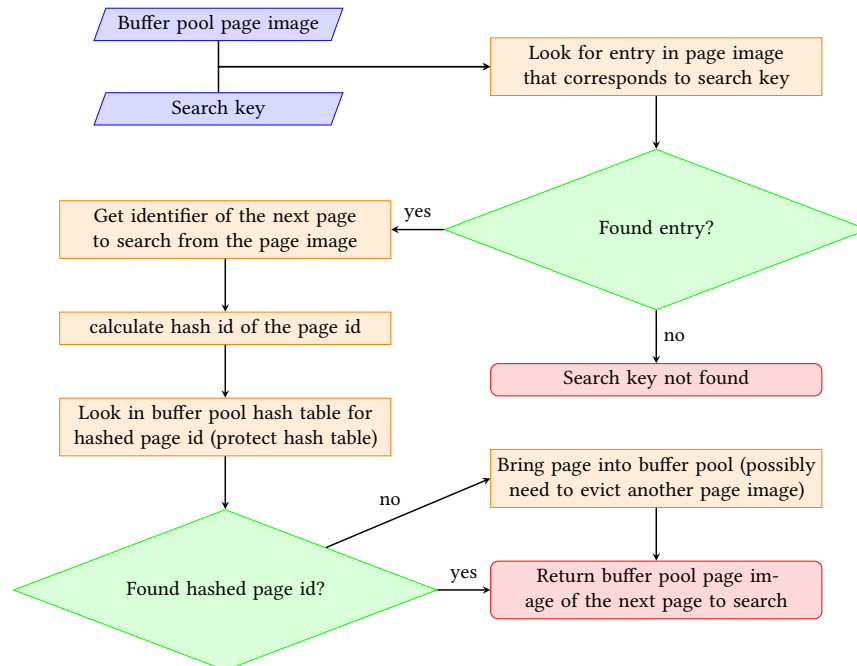 Buffer pool page image
Search key
Look for entry in page image
that corresponds to search key
Found entry?
yes
no
Search key not found
Get identifier of the next page
to search from the page image
calculate hash id of the page id
Look in buffer pool hash table for
hashed page id (protect hash table)
Found hashed page id?
no
yes
Bring page into buffer pool (possibly
need to evict another page image)
Return buffer pool page im-
age of the next page to search